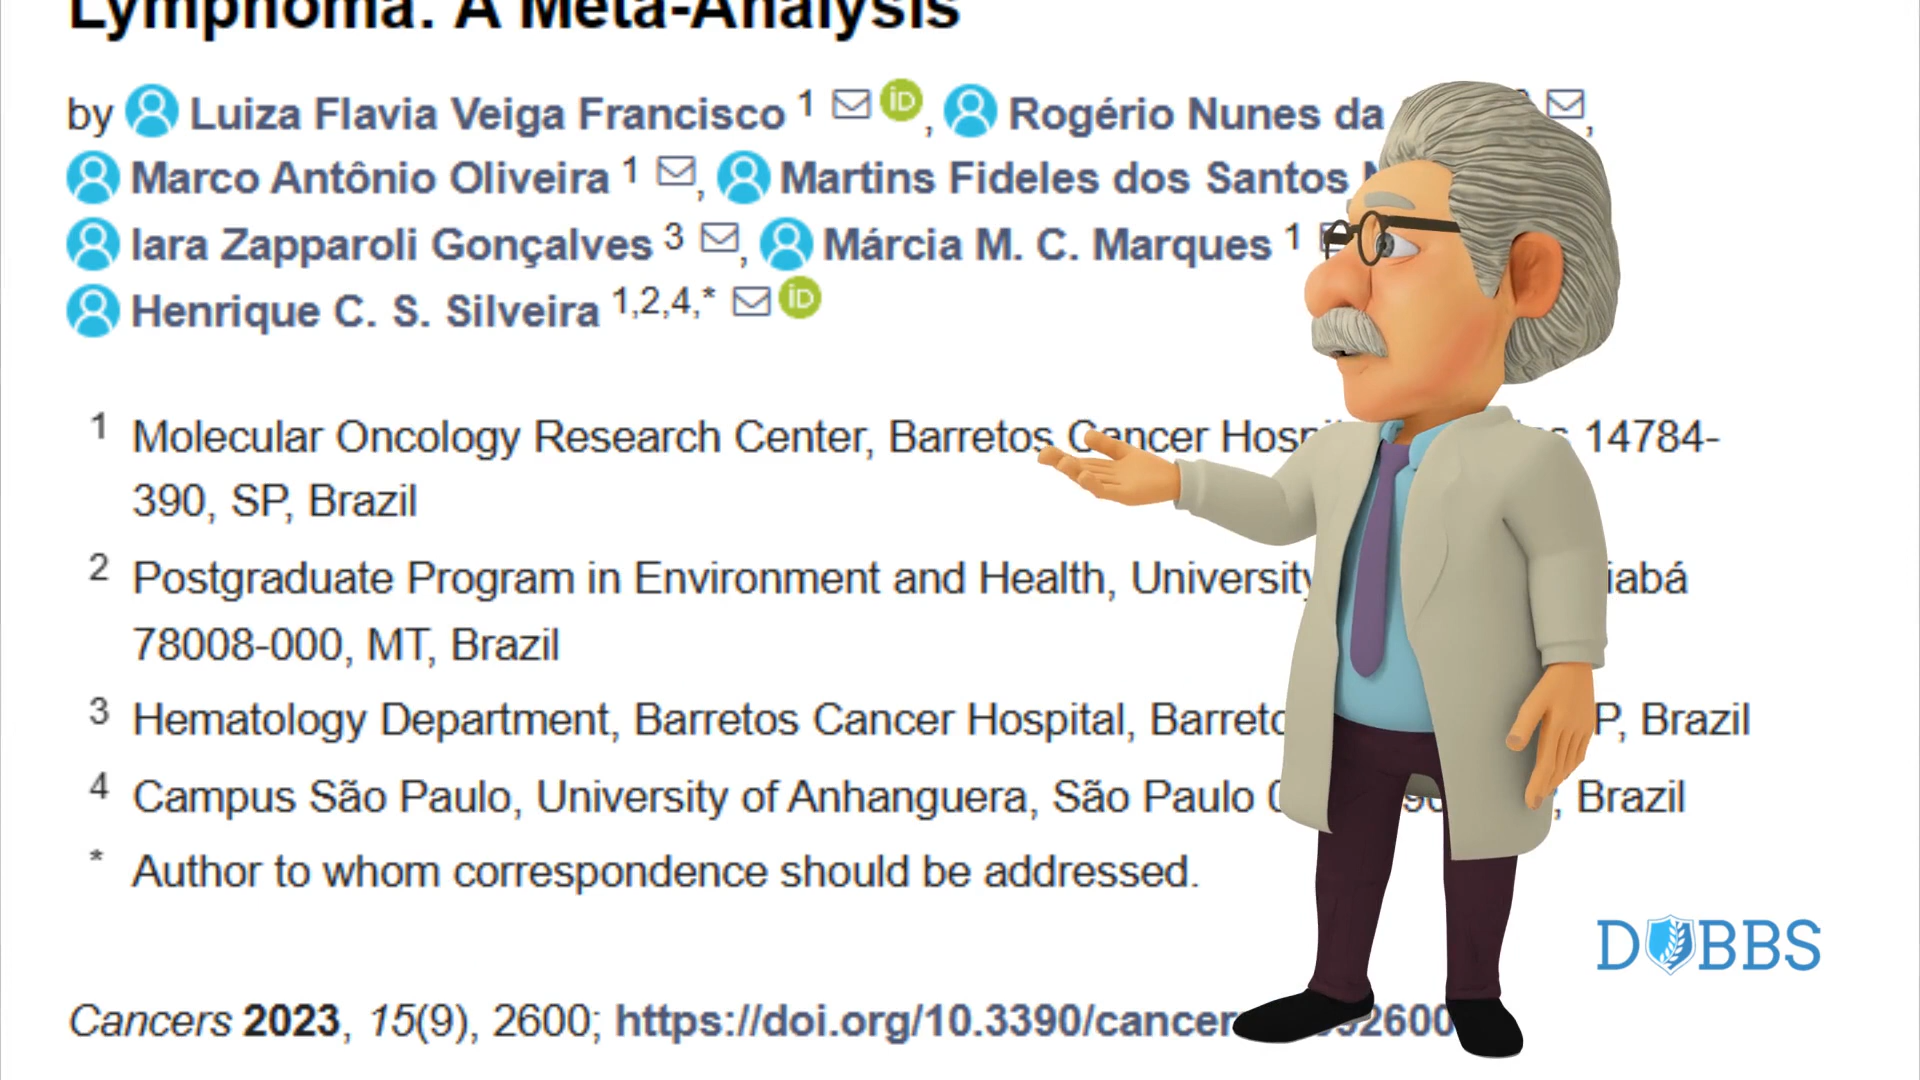 Lymphoma: A Meta-Analysis
by Luiza Flavia Veiga Francisco 1 iD, Rogério Nunes da ,
Marco Antônio Oliveira 1, Martins Fideles dos Santos
Iara Zapparoli Gonçalves 3, Márcia M. C. Marques 1
Henrique C. S. Silveira 1,2,4,* iD
1 Molecular Oncology Research Center, Barretos Cancer 14784-
390, SP, Brazil
2 Postgraduate Program in Environment and Health, University
78008-000, MT, Brazil
3 Hematology Department, Barretos Cancer Hospital, Brazil
4 Campus São Paulo, University of Anhanguera, São Paulo , Brazil
* Author to whom correspondence should be addressed.
DOBBS
Cancers 2023, 15(9), 2600; https://doi.org/10.3390/cancer 2600